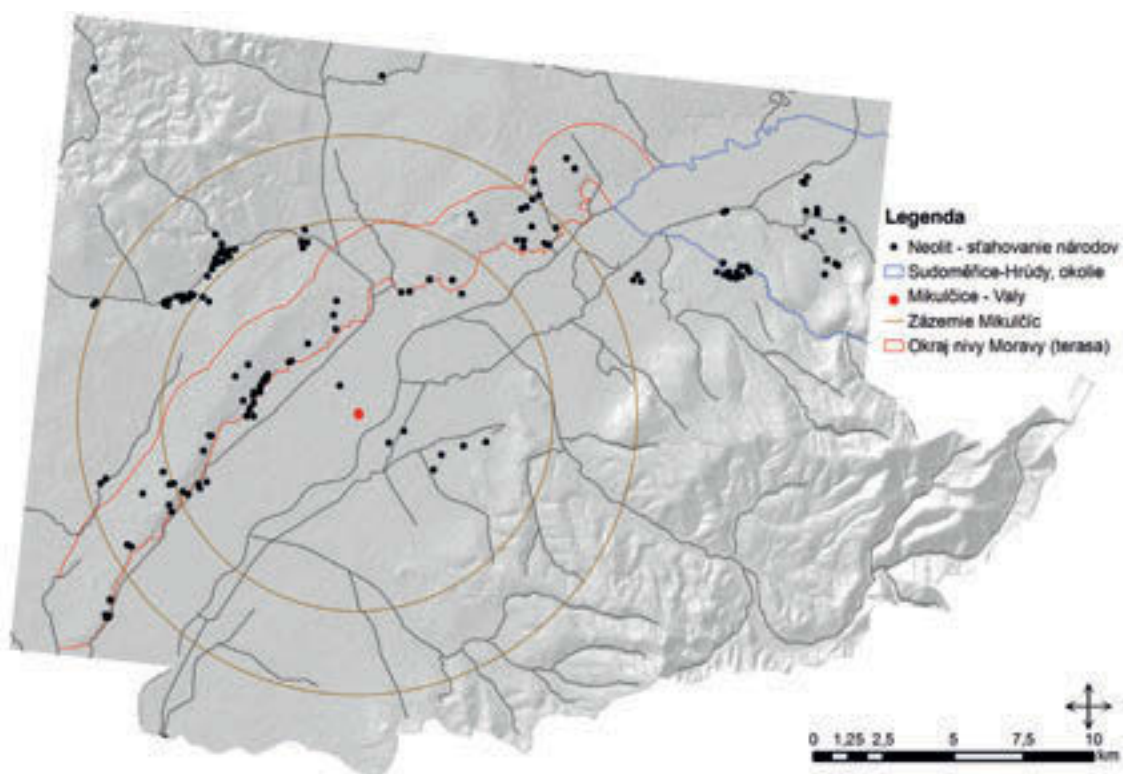 Legenda
Neolit - sťahovanie národov
Sudoměřice-Hrúdy, okolie
Mikulčice - Valy
Zázemie Mikulčíc
Okraj nivy Moravy (terasa)
0 1,25 2,5 5 7,5 10
km